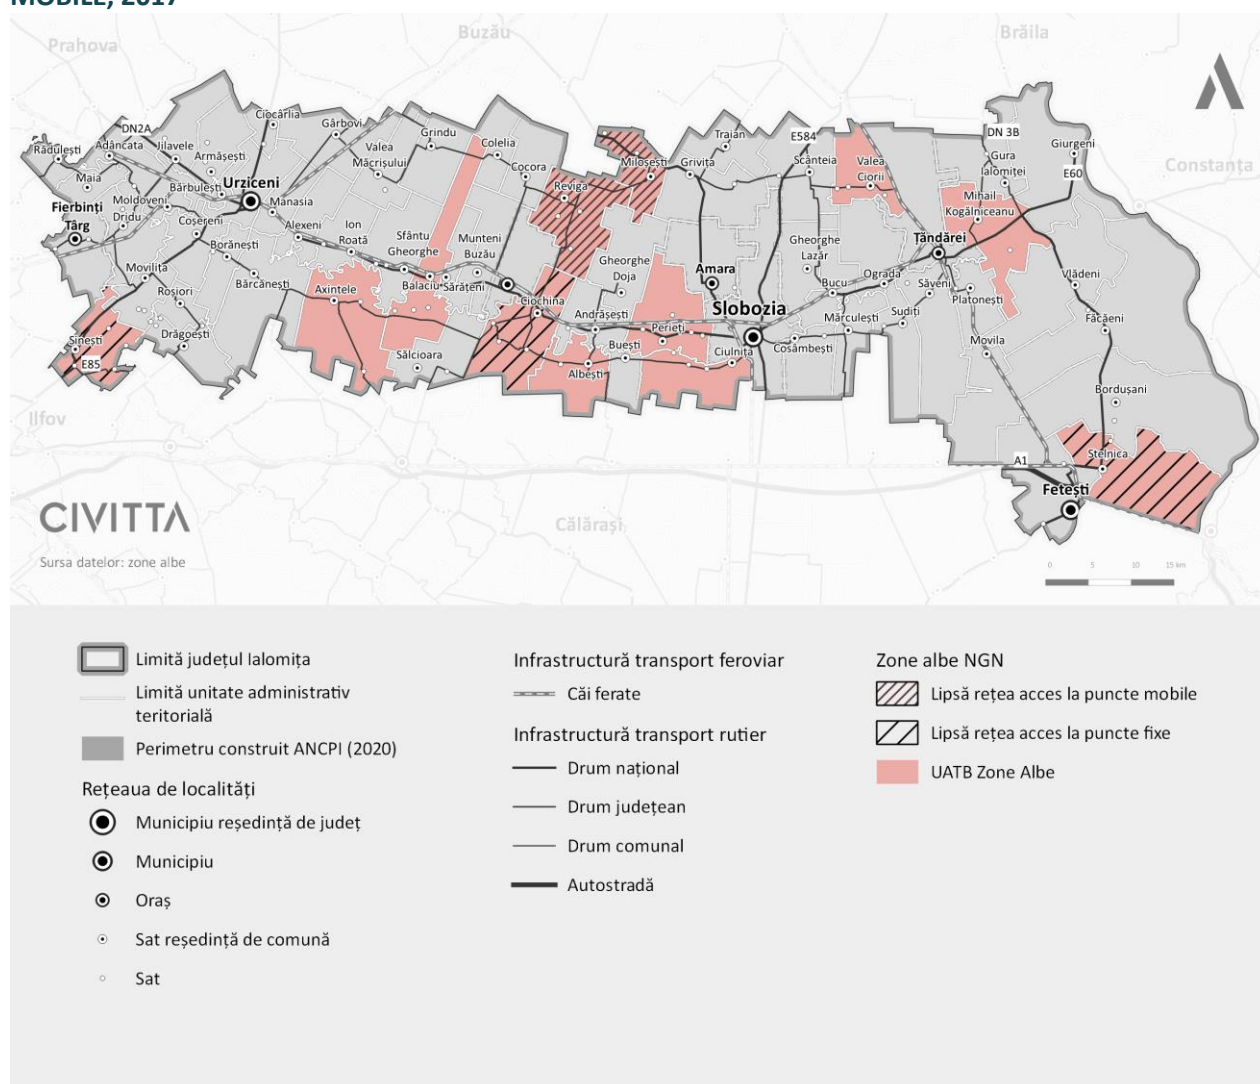 MOBILE, 2017
Prahova
Buzău
Brăila
Constanța
Ilfov
Călărași
DN2A
Ciocârlia
Gârbovi
Grindu
Colelia
Traian
E584
DN 3B
Giurgeni
Rădulești
Adâncata
Jilavele
Armășești
Valea
Măcrișului
Cocora
Miloșești
Grivița
Scânteia
Valea
Ciorii
Gura
Ialomiței
E60
Maia
Bărbulești
Urziceni
Reviga
Mihail
Kogălniceanu
Fierbinți
Târg
Moldoveni
Dridu
Coșereni
Manasia
Alexeni
Ion
Roată
Sfântu
Gheorghe
Munteni
Buzău
Gheorghe
Lazăr
Țăndărei
Borănești
Movilița
Bărcănești
Balaciu
Sărățeni
Gheorghe
Doja
Amara
Bucu
Ograda
Săveni
Vlădeni
Roșiori
Axintele
Ciochina
Slobozia
Platonești
Sinești
Drăgoești
Andrășești
Perieți
Mărculești
Sudiți
Făcăeni
E85
Sălcioara
Buești
Albești
Ciulnița
Cosâmbești
Movila
Bordușani
Stelnica
A1
Fetești
CIVITTA
Sursa datelor: zone albe
0 5 10 15 km
Limită județul Ialomița
Limită unitate administrativ
teritorială
Perimetru construit ANCPI (2020)
Rețeaua de localități
Municipiu reședință de județ
Municipiu
Oraș
Sat reședință de comună
Sat
Infrastructură transport feroviar
Căi ferate
Infrastructură transport rutier
Drum național
Drum județean
Drum comunal
Autostradă
Zone albe NGN
Lipsă rețea acces la puncte mobile
Lipsă rețea acces la puncte fixe
UATB Zone Albe